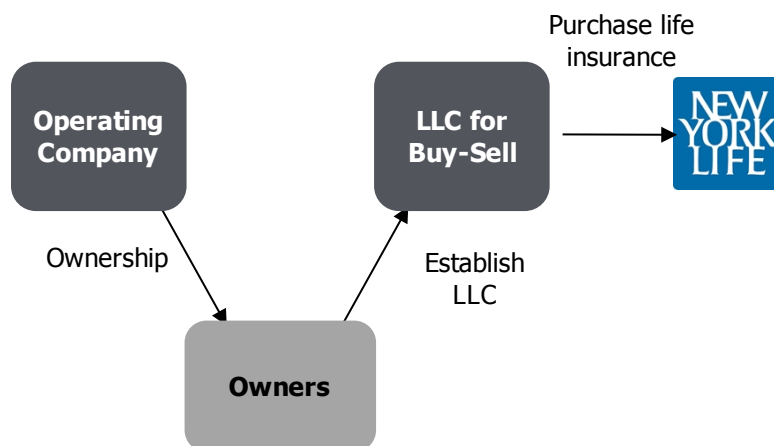 Purchase life
insurance
Operating
Company
LLC for
Buy-Sell
NEW
YORK
LIFE
Ownership
Establish
LLC
Owners